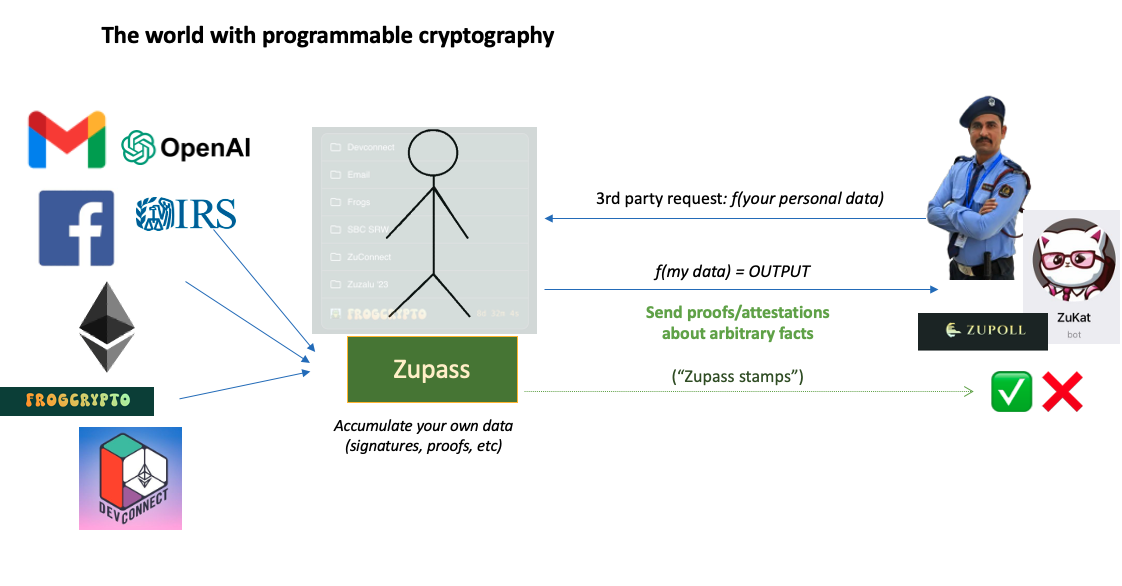 The world with programmable cryptography
OpenAI
IRS
FROGCRYPTO
DEVCONNECT
Devconnect
Email
Frogs
SBC SRW
ZuConnect
Zuzalu '23
FROGCRYPTO
Zupass
Accumulate your own data
(signatures, proofs, etc)
3rd party request: f(your personal data)
f(my data) = OUTPUT
Send proofs/attestations
about arbitrary facts
(“Zupass stamps”)
ZUPOLL
ZuKat
bot